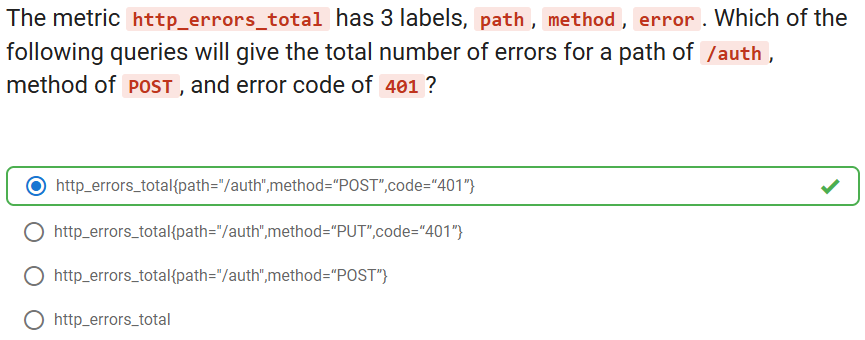 The metric http_errors_total has 3 labels, path, method, error. Which of the
following queries will give the total number of errors for a path of /auth,
method of POST, and error code of 401?
http_errors_total{path="/auth",method=“POST”,code=“401”}
http_errors_total{path="/auth",method=“PUT”,code=“401”}
http_errors_total{path="/auth",method=“POST”}
http_errors_total